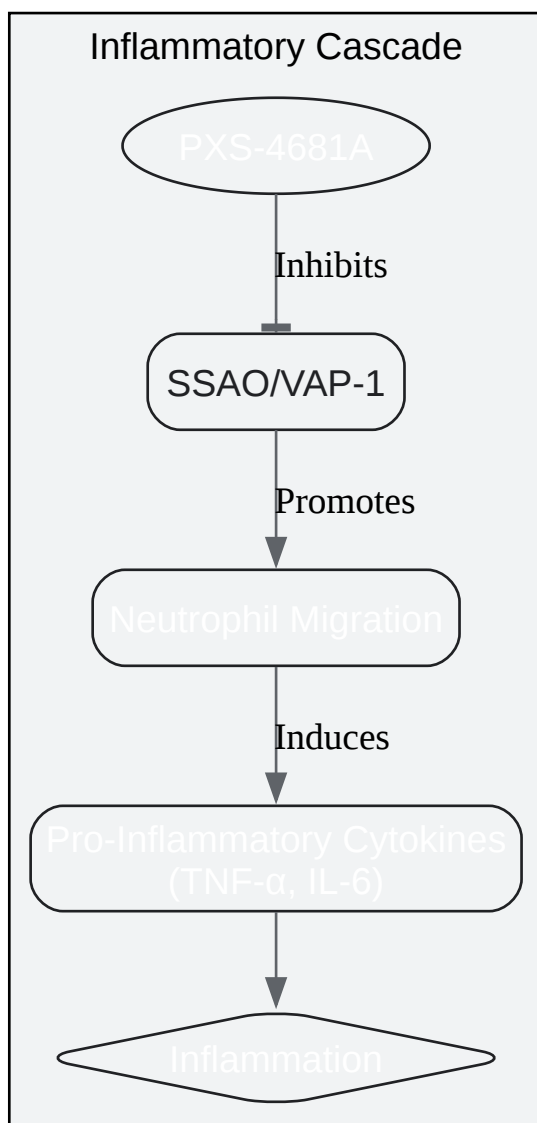 Inflammatory Cascade
PXS-4681A
Inhibits
SSAO/VAP-1
Promotes
Neutrophil Migration
Induces
Pro-Inflammatory Cytokines
(TNF-α, IL-6)
Inflammation